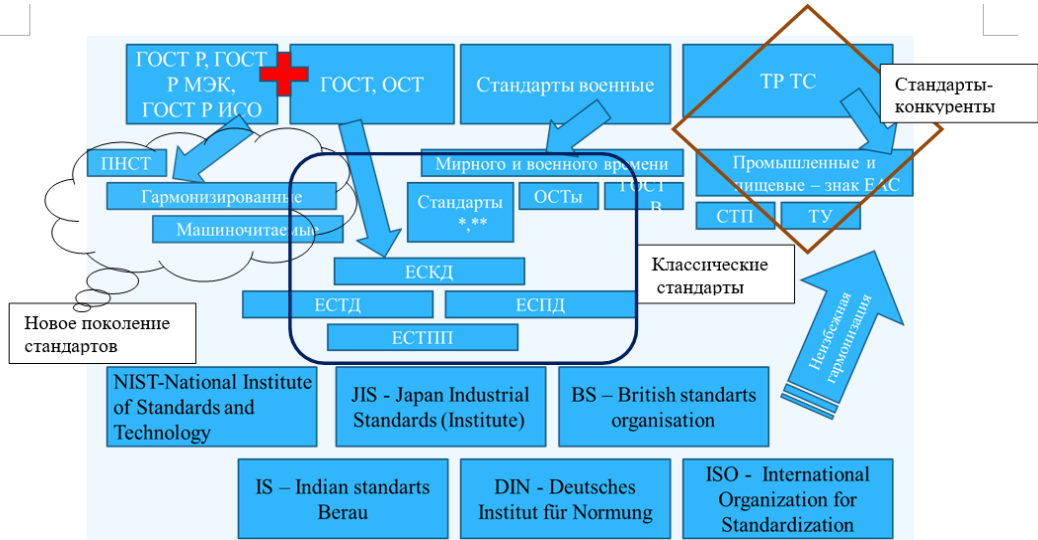 ГОСТ Р, ГОСТ
Р МЭК,
ГОСТ Р ИСО
ГОСТ, ОСТ
Стандарты военные
ТР ТС
Стандарты-
конкуренты
ПНСТ
Гармонизированные
Машиночитаемые
Мирного и военного времени
Стандарты
*,**
ОСТы
ГОСТ
В
Промышленные и
пищевые – знак ЕАС
СТП
ТУ
ЕСКД
ЕСТД
ЕСПД
ЕСТПП
Классические
стандарты
Новое поколение
стандартов
Неизбежная
гармонизация
NIST-National Institute
of Standards and
Technology
JIS - Japan Industrial
Standards (Institute)
BS – British standarts
organisation
IS – Indian standarts
Berau
DIN - Deutsches
Institut für Normung
ISO - International
Organization for
Standardization